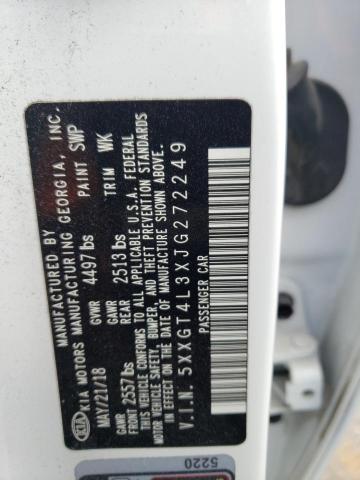 KIA MANUFACTURED BY
KIA MOTORS MANUFACTURING GEORGIA, INC.
MAY/21/18 GVWR 4497 lbs PAINT SWP
GAWR FRONT 2557 lbs GAWR REAR 2513 lbs TRIM WK
THIS VEHICLE CONFORMS TO ALL APPLICABLE U.S.A. FEDERAL
MOTOR VEHICLE SAFETY, BUMPER, AND THEFT PREVENTION STANDARDS
IN EFFECT ON THE DATE OF MANUFACTURE SHOWN ABOVE.
V.I.N. 5XXGT4L3XJG272249
PASSENGER CAR
5220